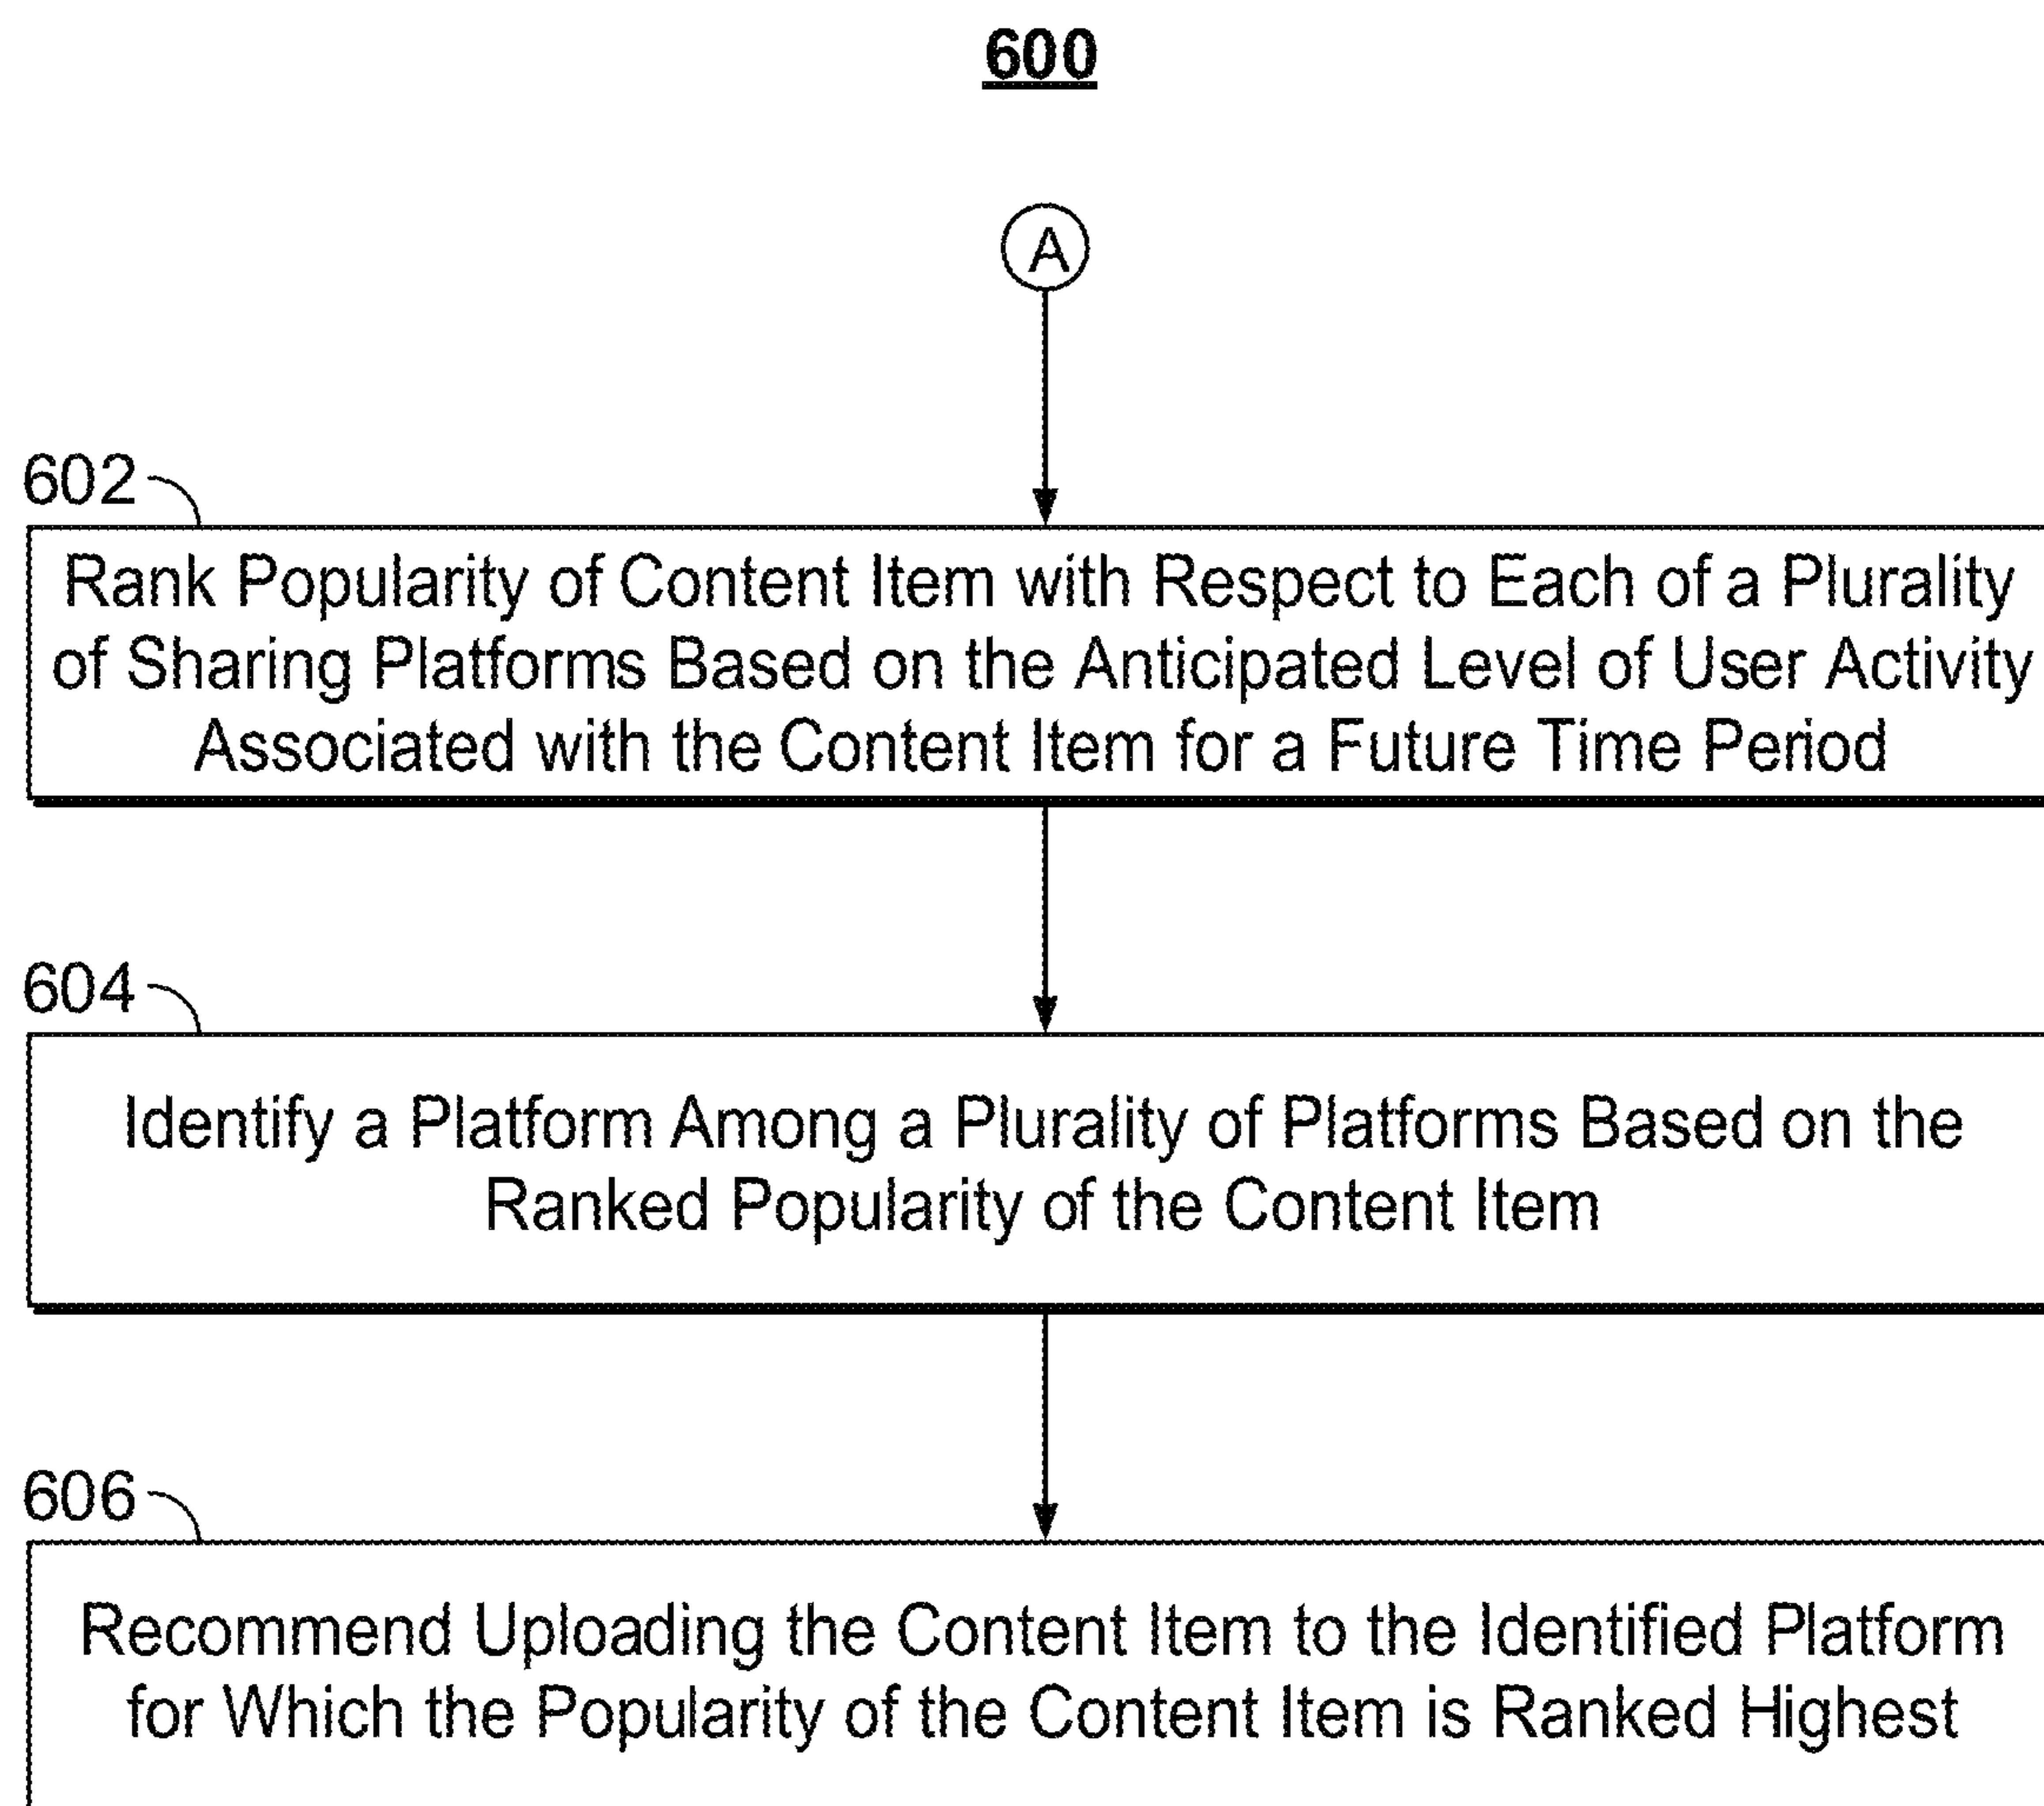 600
A
602
Rank Popularity of Content Item with Respect to Each of a Plurality
of Sharing Platforms Based on the Anticipated Level of User Activity
Associated with the Content Item for a Future Time Period
604
Identify a Platform Among a Plurality of Platforms Based on the
Ranked Popularity of the Content Item
606
Recommend Uploading the Content Item to the Identified Platform
for Which the Popularity of the Content Item is Ranked Highest